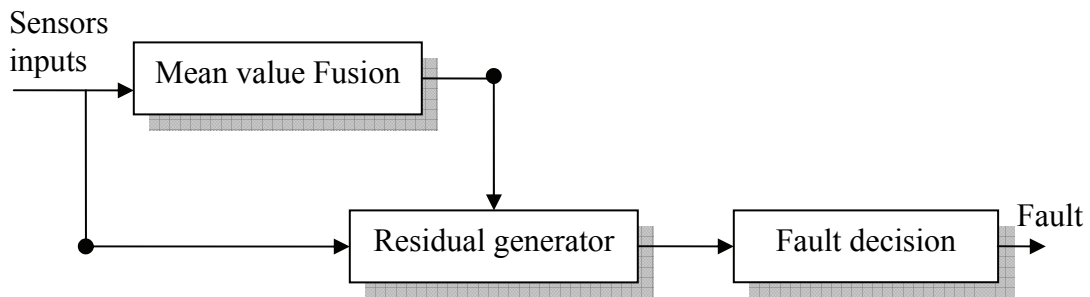 Sensors
inputs
Mean value Fusion
Residual generator
Fault decision
Fault